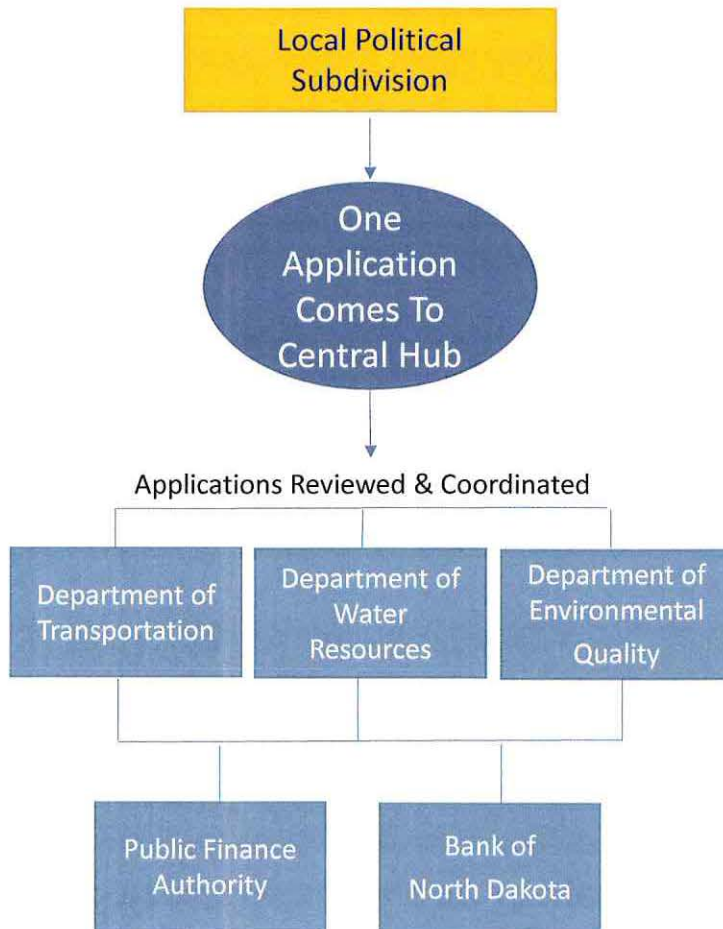 Local Political
Subdivision
One
Application
Comes To
Central Hub
Applications Reviewed & Coordinated
Department of
Transportation
Department of
Water
Resources
Department of
Environmental
Quality
Public Finance
Authority
Bank of
North Dakota